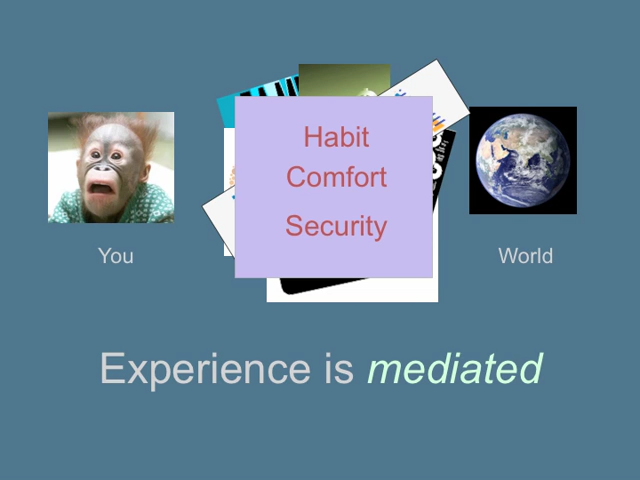 Habit
Comfort
Security
You
World
Experience is mediated